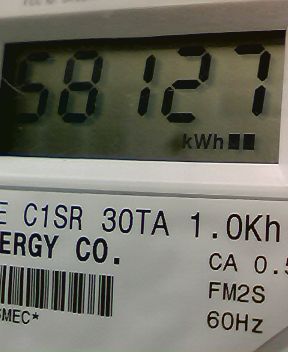 58127
kWh
E C1SR 30TA 1.0Kh
ERGY CO.
CA 0.5
FM2S
MEC*
60Hz